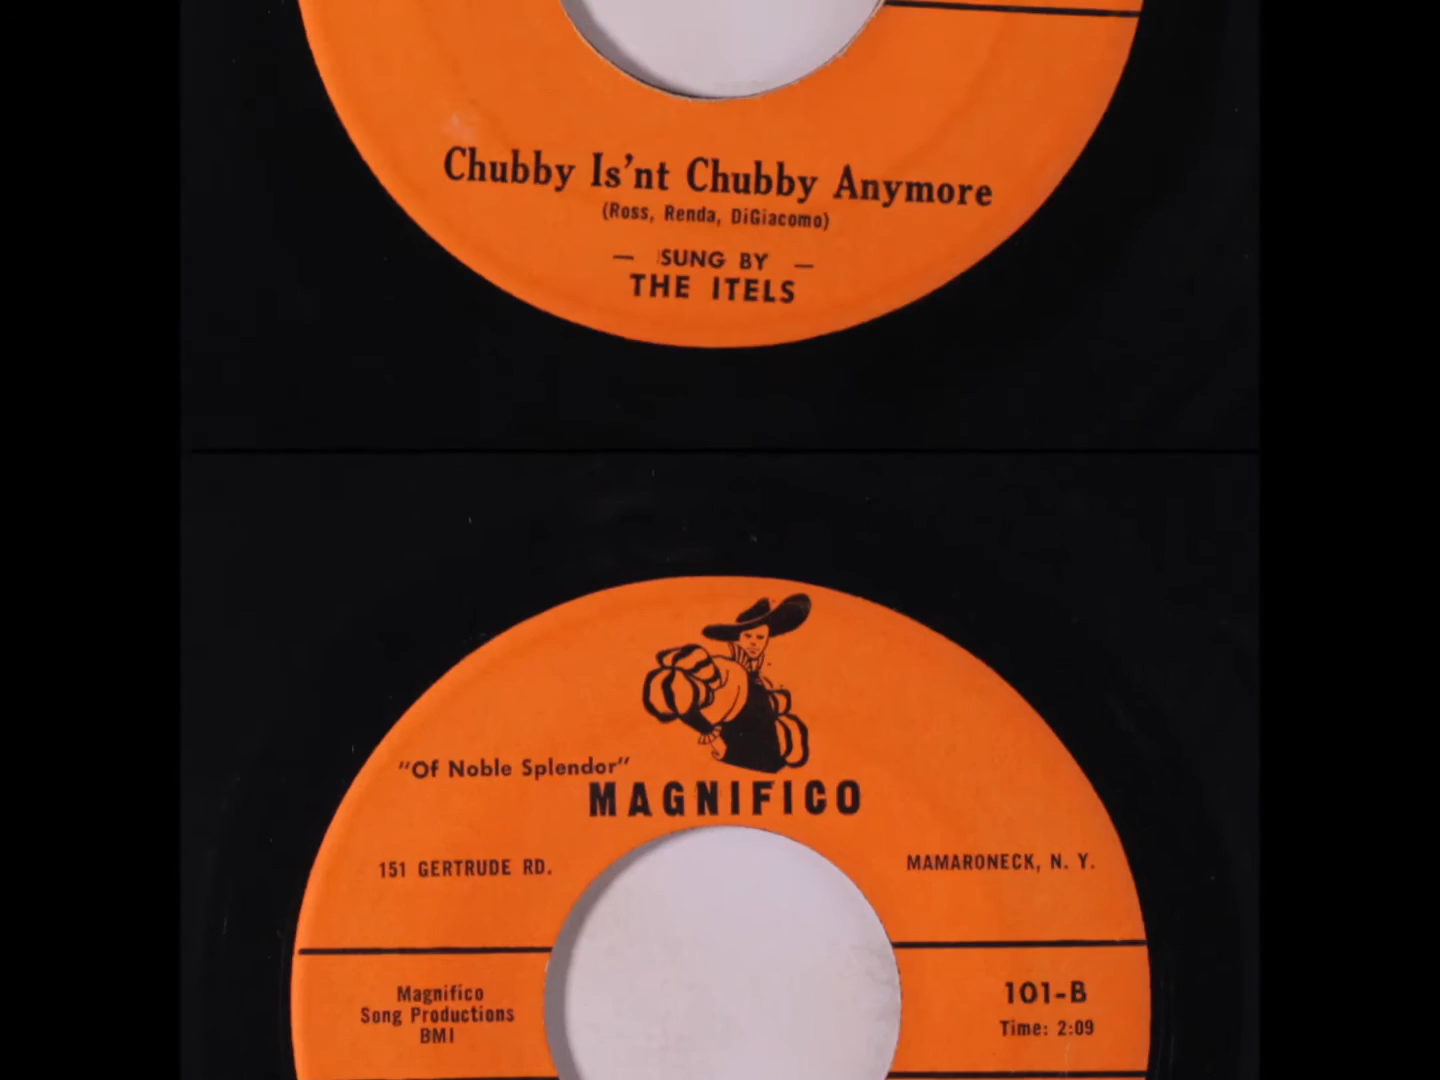 Chubby Is'nt Chubby Anymore
(Ross, Renda, DiGiacomo)
— SUNG BY —
THE ITELS
"Of Noble Splendor"
MAGNIFICO
151 GERTRUDE RD.
MAMARONECK, N. Y.
Magnifico
Song Productions
BMI
101-B
Time: 2:09